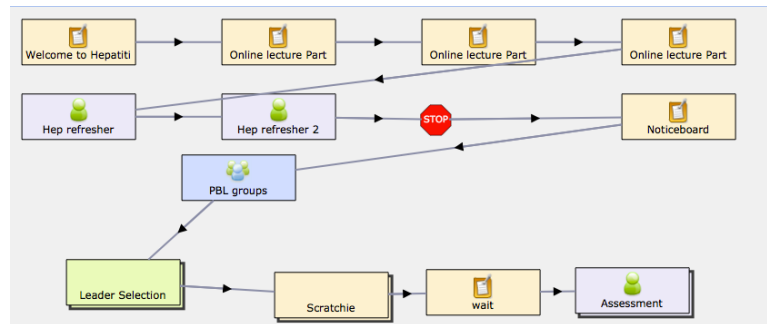 Welcome to Hepatiti
Online lecture Part
Online lecture Part
Online lecture Part
Hep refresher
Hep refresher 2
STOP
Noticeboard
PBL groups
Leader Selection
Scratchie
wait
Assessment